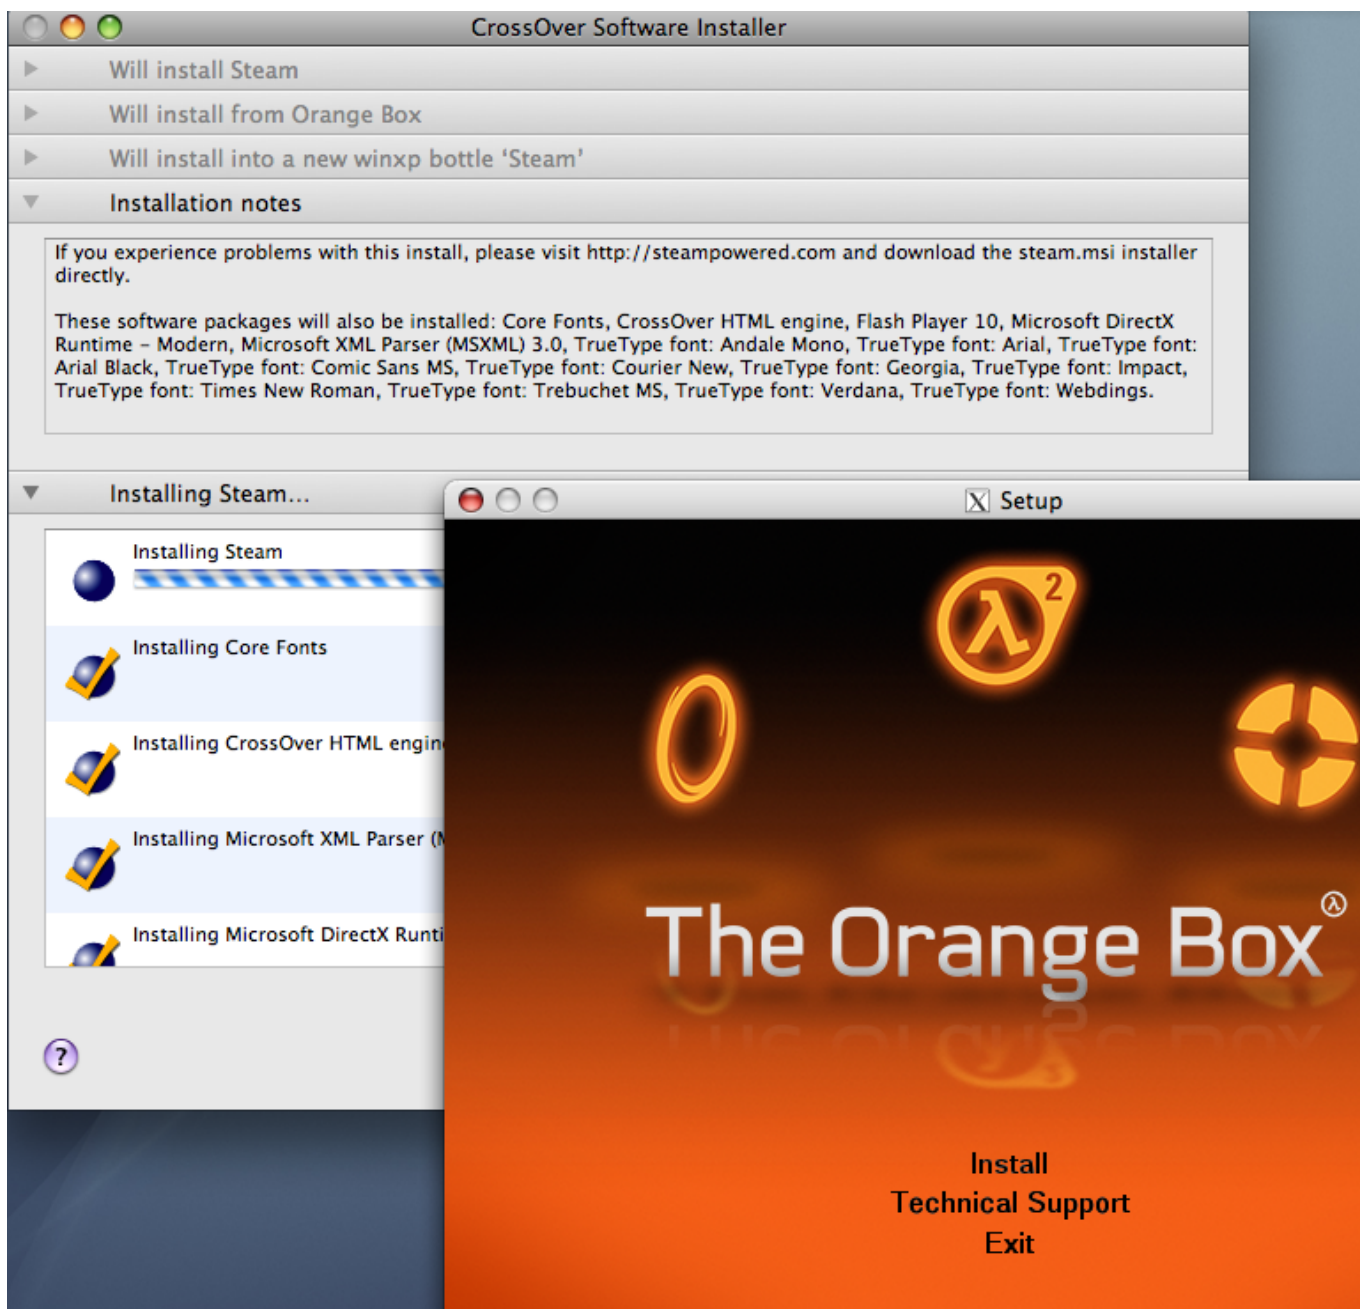 CrossOver Software Installer
Will install Steam
Will install from Orange Box
Will install into a new winxp bottle ‘Steam’
Installation notes
If you experience problems with this install, please visit http://steampowered.com and download the steam.msi installer
directly.
These software packages will also be installed: Core Fonts, CrossOver HTML engine, Flash Player 10, Microsoft DirectX
Runtime – Modern, Microsoft XML Parser (MSXML) 3.0, TrueType font: Andale Mono, TrueType font: Arial, TrueType font:
Arial Black, TrueType font: Comic Sans MS, TrueType font: Courier New, TrueType font: Georgia, TrueType font: Impact,
TrueType font: Times New Roman, TrueType font: Trebuchet MS, TrueType font: Verdana, TrueType font: Webdings.
Installing Steam...
Installing Steam
Installing Core Fonts
Installing CrossOver HTML engin
Installing Microsoft XML Parser (M
Installing Microsoft DirectX Runti
?
X Setup
λ2
The Orange Box λ
Install
Technical Support
Exit